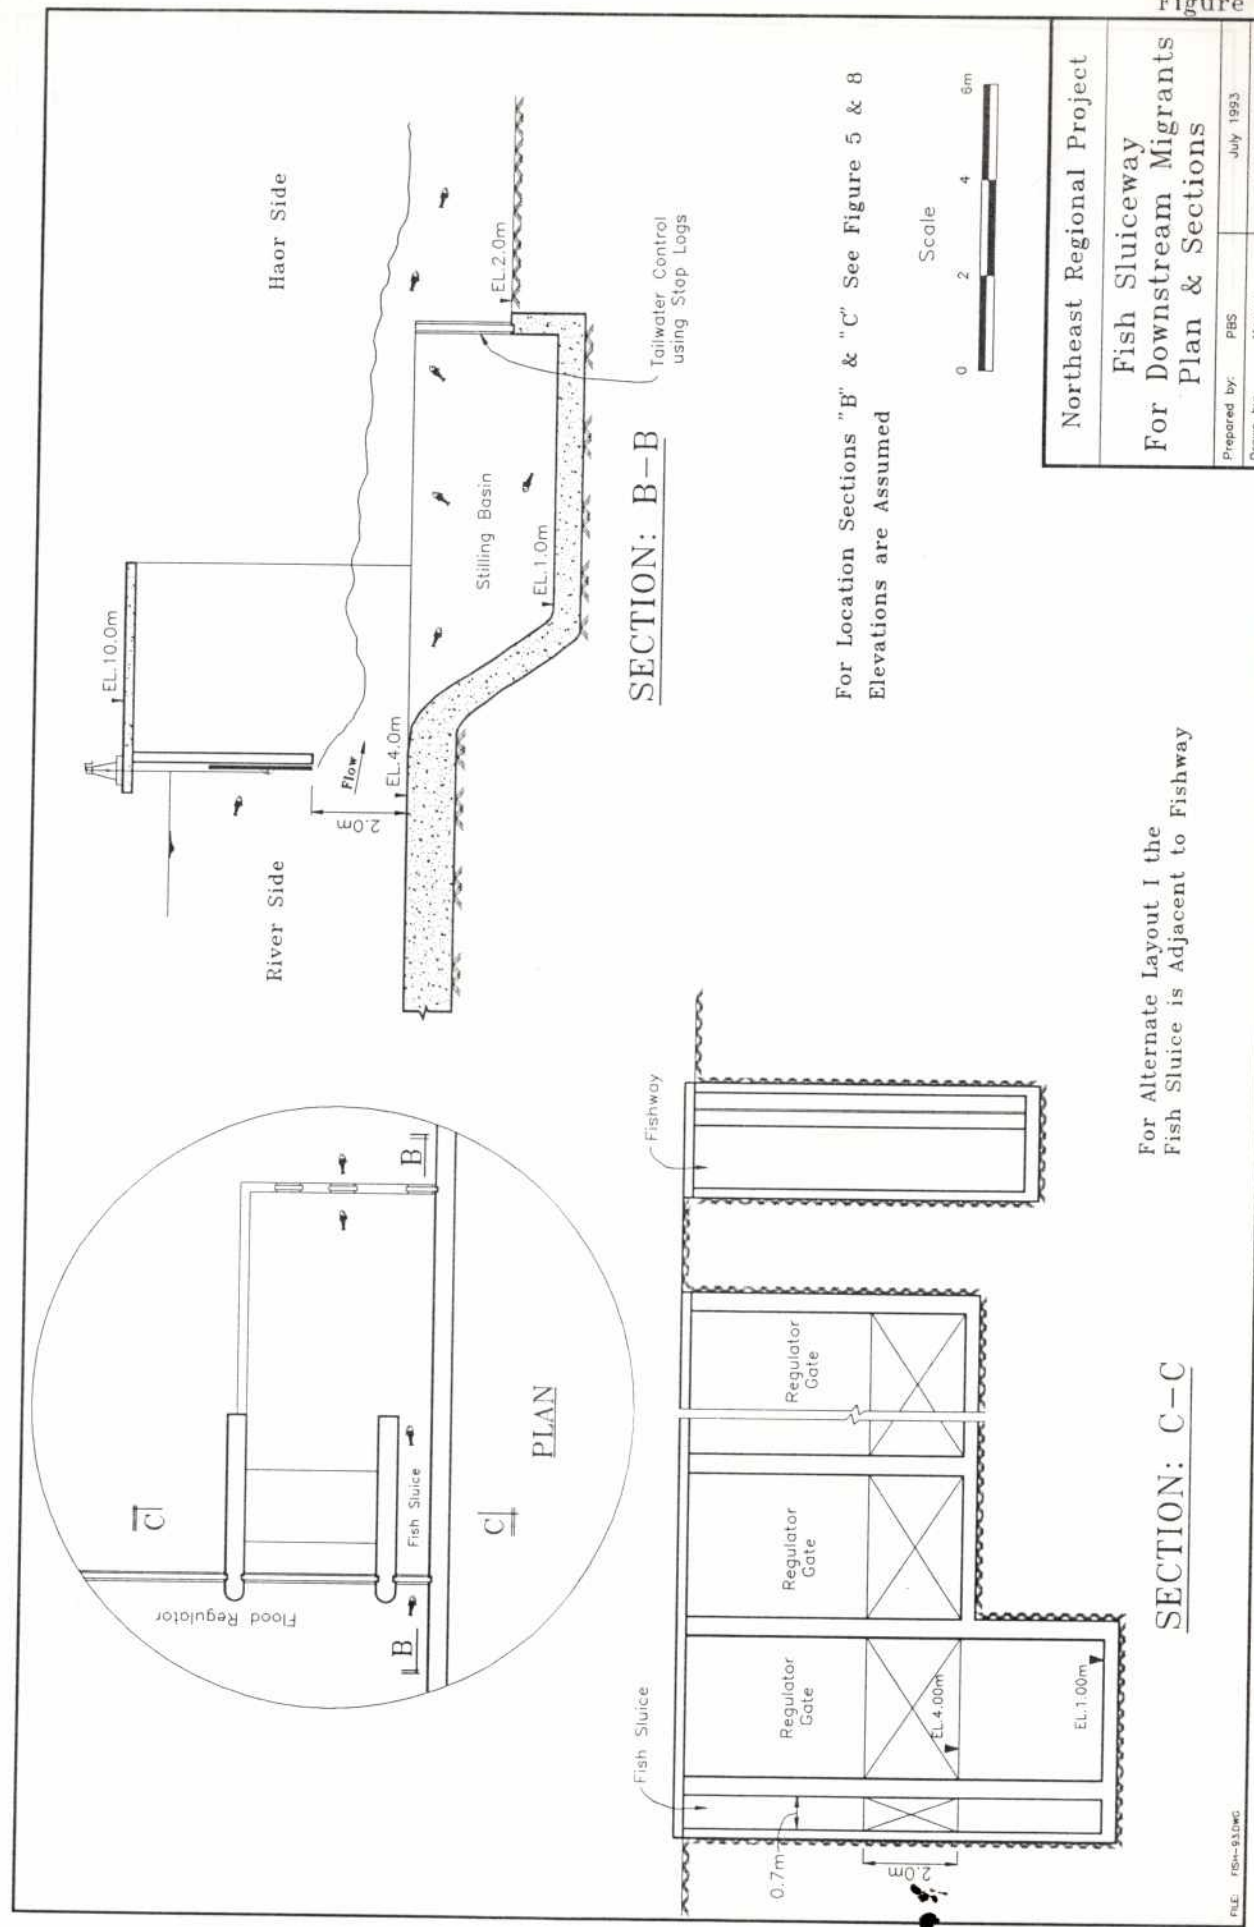 Figure
River Side
Haor Side
EL.10.0m
2.0m
Flow
EL.4.0m
Stilling Basin
EL.1.0m
EL.2.0m
Tailwater Control
using Stop Logs
SECTION: B-B
C
C
B
B
Flood Regulator
Fish Sluice
PLAN
For Location Sections "B" & "C" See Figure 5 & 8
Elevations are Assumed
Scale
0 2 4 6m
Fish Sluice
Fishway
0.7m
2.0m
Regulator
Gate
Regulator
Gate
Regulator
Gate
EL.4.00m
EL.1.00m
SECTION: C-C
For Alternate Layout I the
Fish Sluice is Adjacent to Fishway
Northeast Regional Project
Fish Sluiceway
For Downstream Migrants
Plan & Sections
Prepared by: PBS July 1993
FILE: FISH-93.DWG